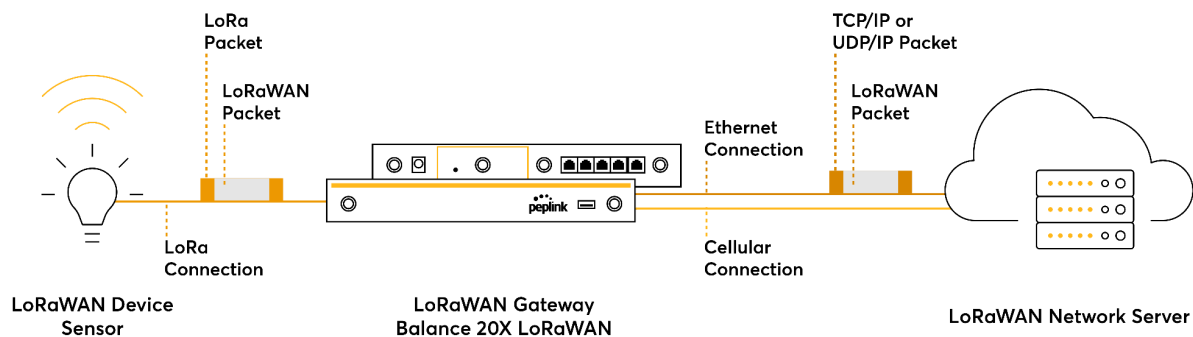 LoRa
Packet
LoRaWAN
Packet
LoRa
Connection
LoRaWAN Device
Sensor
peplink
LoRaWAN Gateway
Balance 20X LoRaWAN
Ethernet
Connection
Cellular
Connection
TCP/IP or
UDP/IP Packet
LoRaWAN
Packet
LoRaWAN Network Server